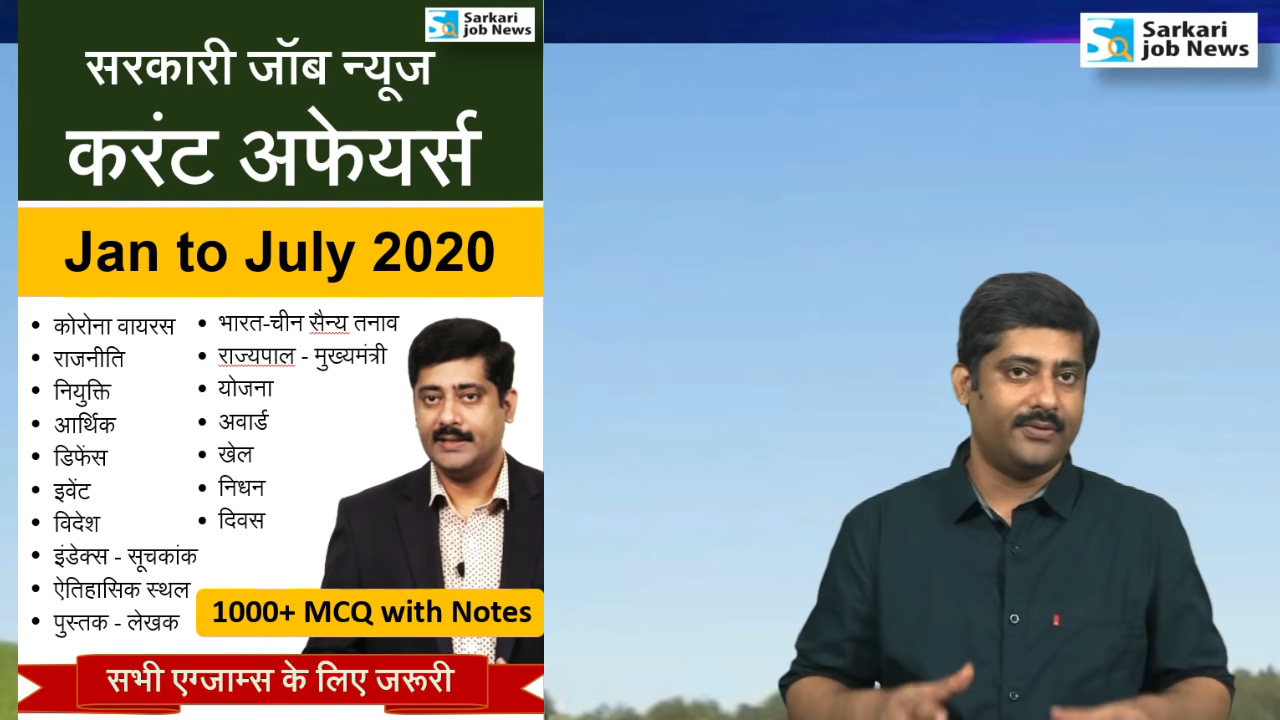 Sarkari
job News
सरकारी जॉब न्यूज
करंट अफेयर्स
Jan to July 2020
• कोरोना वायरस
• राजनीति
• नियुक्ति
• आर्थिक
• डिफेंस
• इवेंट
• विदेश
• इंडेक्स - सूचकांक
• ऐतिहासिक स्थल
• पुस्तक - लेखक
• भारत-चीन सैन्य तनाव
• राज्यपाल - मुख्यमंत्री
• योजना
• अवार्ड
• खेल
• निधन
• दिवस
1000+ MCQ with Notes
सभी एग्जाम्स के लिए जरूरी
Sarkari
job News